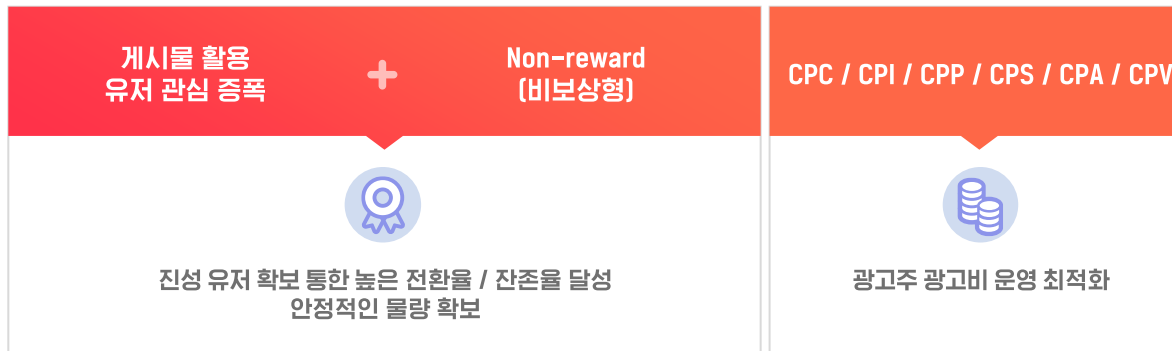 게시물 활용
유저 관심 증폭
+
Non-reward
(비보상형)
진성 유저 확보 통한 높은 전환율 / 잔존율 달성
안정적인 물량 확보
CPC / CPI / CPP / CPS / CPA / CPV
광고주 광고비 운영 최적화